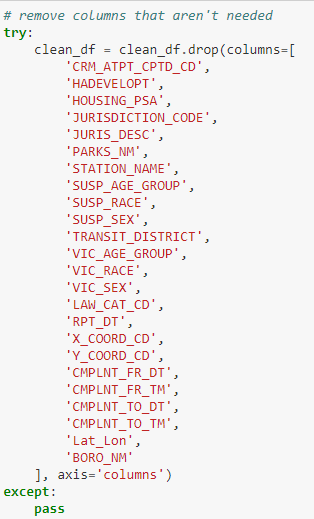 # remove columns that aren't needed
try:
    clean_df = clean_df.drop(columns=[
        'CRM_ATPT_CPTD_CD',
        'HADEVELOPT',
        'HOUSING_PSA',
        'JURISDICTION_CODE',
        'JURIS_DESC',
        'PARKS_NM',
        'STATION_NAME',
        'SUSP_AGE_GROUP',
        'SUSP_RACE',
        'SUSP_SEX',
        'TRANSIT_DISTRICT',
        'VIC_AGE_GROUP',
        'VIC_RACE',
        'VIC_SEX',
        'LAW_CAT_CD',
        'RPT_DT',
        'X_COORD_CD',
        'Y_COORD_CD',
        'CMPLNT_FR_DT',
        'CMPLNT_FR_TM',
        'CMPLNT_TO_DT',
        'CMPLNT_TO_TM',
        'Lat_Lon',
        'BORO_NM'
    ], axis='columns')
except:
    pass